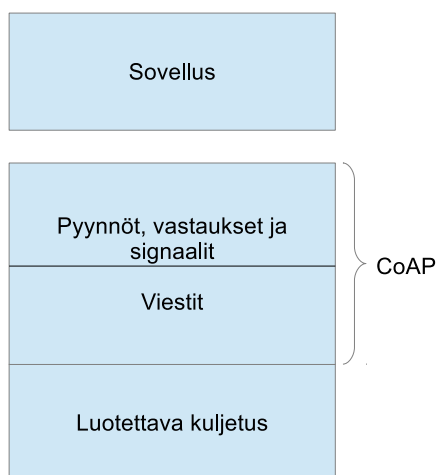 Sovellus
Pyynnöt, vastaukset ja
signaalit
CoAP
Viestit
Luotettava kuljetus